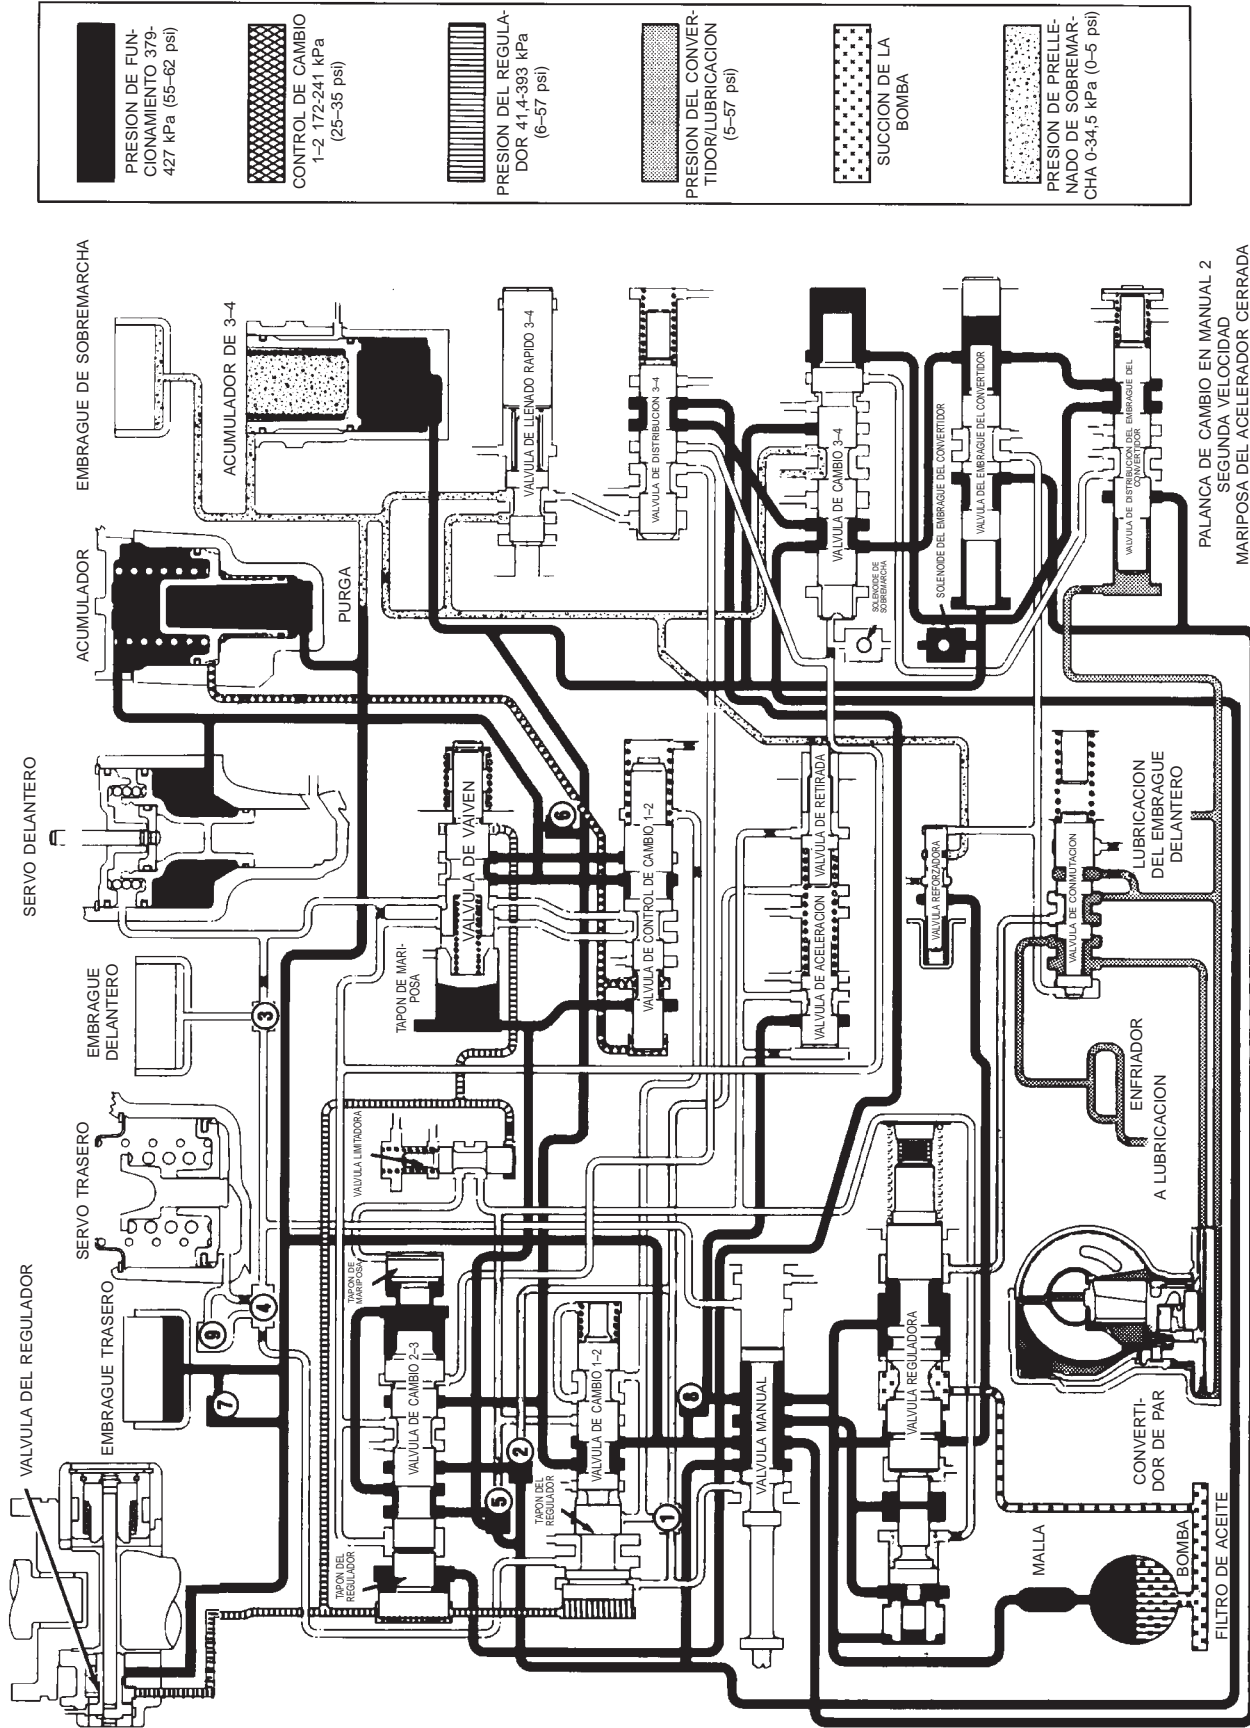 PRERSION DE FUN-
CIONAMIENTO 379-
427 kPa (55–62 psi)
CONTROL DE CAMBIO
1–2 172-241 kPa
(25–35 psi)
PRESION DEL REGULA-
DOR 41,4-393 kPa
(6–57 psi)
PRESION DEL CONVER-
TIDOR/LUBRICACION
(5–57 psi)
SUCCION DE LA
BOMBA
PRESION DE PRELLE-
NADO DE SOBREMAR-
CHA 0-34,5 kPa (0–5 psi)
VALVULA DEL REGULADOR
EMBRAGUE TRASERO
SERVO TRASERO
EMBRAGUE
DELANTERO
SERVO DELANTERO
ACUMULADOR
PURGA
EMBRAGUE DE SOBREMARCHA
ACUMULADOR DE 3–4
7
9
4
3
TAPON DEL
REGULADOR
VALVULA DE CAMBIO 2–3
TAPON DE
MARIPOSA
VALVULA LIMITADORA
TAPON DE MARI-
POSA
VALVULA DE VAIVEN
6
VALVULA DE LLENADO RAPIDO 3–4
5
2
TAPON DEL
REGULADOR
VALVULA DE CAMBIO 1–2
VALVULA DE CONTROL DE CAMBIO 1–2
VALVULA DE DISTRIBUCION 3–4
1
8
VALVULA MANUAL
VALVULA DE ACELERACION
VALVULA DE RETIRADA
VALVULA DE CAMBIO 3–4
SOLENOIDE DE
SOBREMARCHA
VALVULA REGULADORA
VALVULA REFORZADORA
SOLENOIDE DEL EMBRAGUE DEL CONVERTIDOR
VALVULA DEL EMBRAGUE DEL CONVERTIDOR
MALLA
BOMBA
FILTRO DE ACEITE
CONVERTI-
DOR DE PAR
A LUBRICACION
ENFRIADOR
VALVULA DE CONMUTACION
LUBRICACION
DEL EMBRAGUE
DELANTERO
VALVULA DE DISTRIBUCION DEL EMBRAGUE DEL
CONVERTIDOR
PALANCA DE CAMBIO EN MANUAL 2
SEGUNDA VELOCIDAD
MARIPOSA DEL ACELERADOR CERRADA